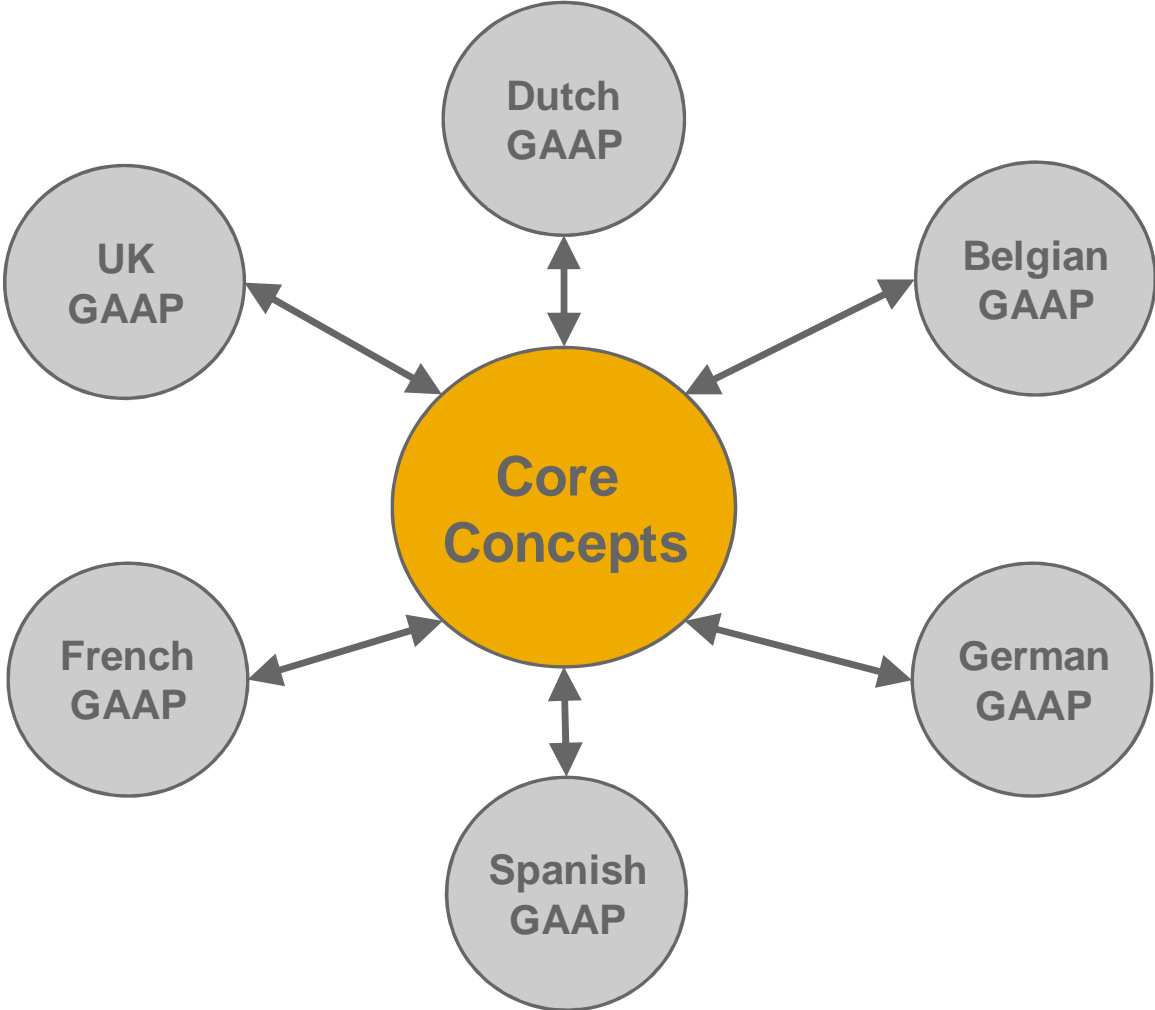 Dutch
GAAP
UK
GAAP
Belgian
GAAP
Core
Concepts
French
GAAP
German
GAAP
Spanish
GAAP